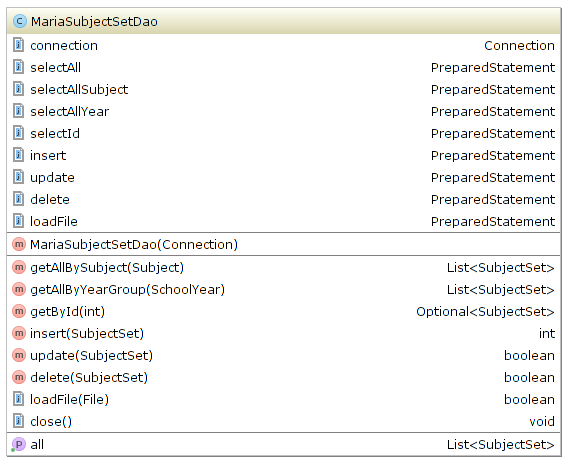 C MariaSubjectSetDao
connection Connection
selectAll PreparedStatement
selectAllSubject PreparedStatement
selectAllYear PreparedStatement
selectId PreparedStatement
insert PreparedStatement
update PreparedStatement
delete PreparedStatement
loadFile PreparedStatement
m MariaSubjectSetDao(Connection)
m getAllBySubject(Subject) List<SubjectSet>
m getAllByYearGroup(SchoolYear) List<SubjectSet>
m getById(int) Optional<SubjectSet>
m insert(SubjectSet) int
m update(SubjectSet) boolean
m delete(SubjectSet) boolean
loadFile(File) boolean
close() void
P all List<SubjectSet>